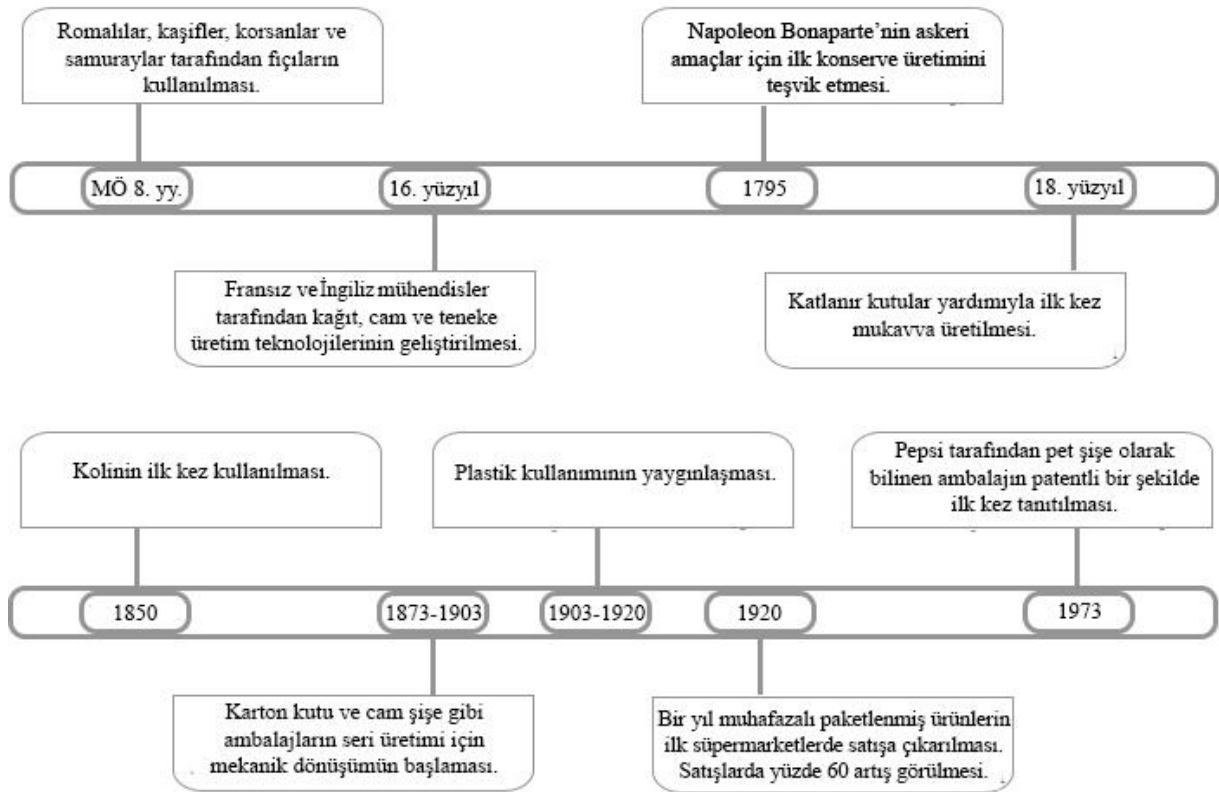 Romalılar, kaşifler, korsanlar ve
samuraylar tarafından fıçıların
kullanılması.
Napoleon Bonaparte’nin askeri
amaçlar için ilk konserve üretimini
teşvik etmesi.
MÖ 8. yy.
16. yüzyıl
1795
18. yüzyıl
Fransız ve İngiliz mühendisler
tarafından kağıt, cam ve teneke
üretim teknolojilerinin geliştirilmesi.
Katlanır kutular yardımıyla ilk kez
mukavva üretilmesi.
Kolinin ilk kez kullanılması.
Plastik kullanımının yaygınlaşması.
Pepsi tarafından pet şişe olarak
bilinen ambalajın patentli bir şekilde
ilk kez tanıtılması.
1850
1873-1903
1903-1920
1920
1973
Karton kutu ve cam şişe gibi
ambalajların seri üretimi için
mekanik dönüşümün başlaması.
Bir yıl muhafazalı paketlenmiş ürünlerin
ilk süpermarketlerde satışa çıkarılması.
Satışlarda yüzde 60 artış görülmesi.